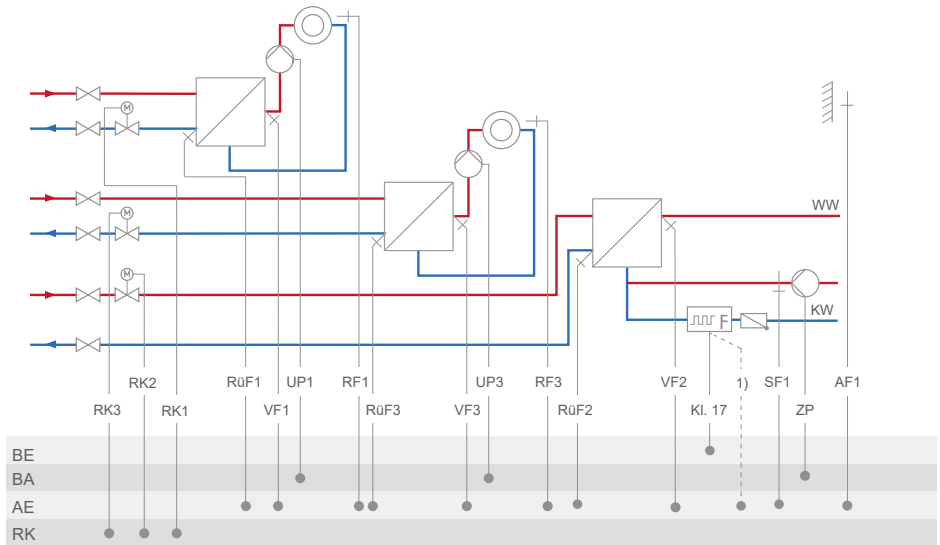 M
M
M
WW
F
KW
RK2
RüF1
UP1
RF1
UP3
RF3
VF2
1)
SF1
AF1
RK3
RK1
VF1
RüF3
VF3
RüF2
Kl. 17
ZP
BE
BA
AE
RK